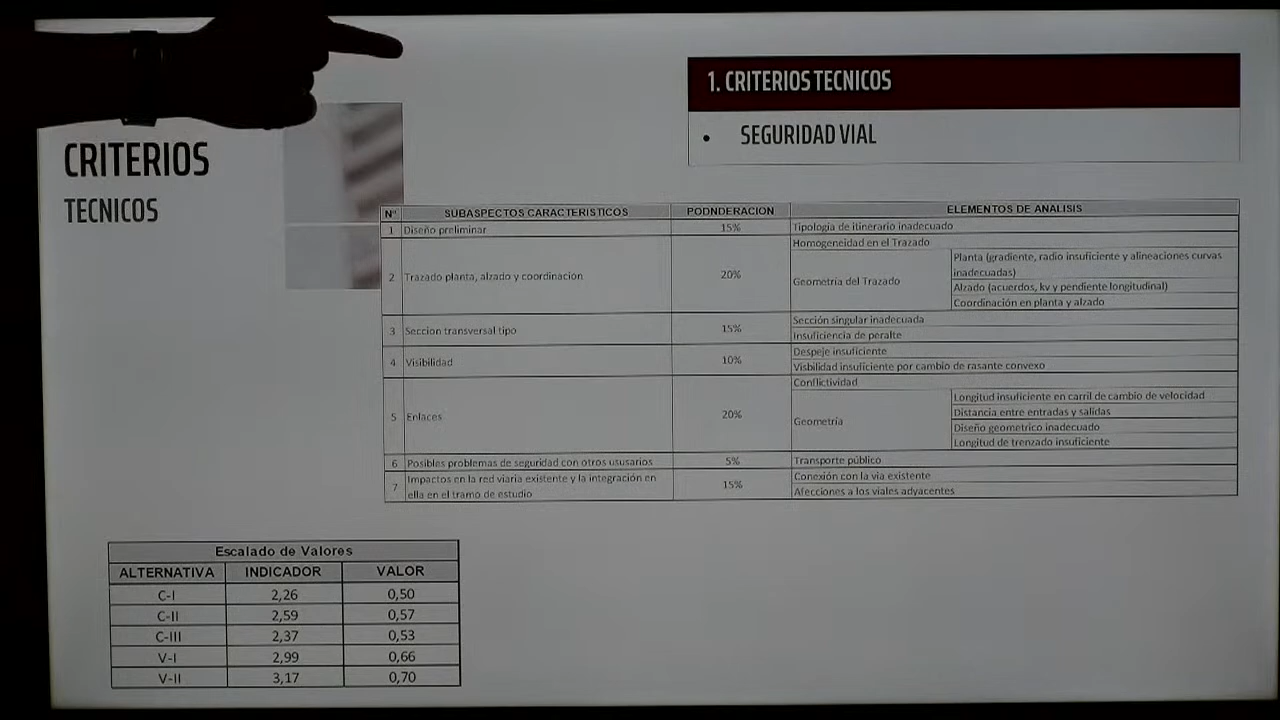 1. CRITERIOS TECNICOS
• SEGURIDAD VIAL
CRITERIOS
TECNICOS
N° SUBASPECTOS CARACTERISTICOS PODNDERACION ELEMENTOS DE ANALISIS
1 Diseño preliminar 15% Tipologia de itinerario inadecuado
2 Trazado planta, alzado y coordinacion 20% Homogeneidad en el Trazado
Geometria del Trazado
Planta (gradiente, radio insuficiente y alineaciones curvas
inadecuadas)
Alzado (acuerdos, kv y pendiente longitudinal)
Coordinación en planta y alzado
3 Seccion transversal tipo 15% Sección singular inadecuada
Insuficiencia de peralte
4 Visibilidad 10% Despeje insuficiente
Visbilidad insuficiente por cambio de rasante convexo
5 Enlaces 20% Conflictividad
Geometria
Longitud insuficiente en carril de cambio de velocidad
Distancia entre entradas y salidas
Diseño geometrico inadecuado
Longitud de trenzado insuficiente
6 Posibles problemas de seguridad con otros ususarios 5% Transporte público
7 Impactos en la red viaria existente y la integración en
ella en el tramo de estudio 15% Conexión con la via existente
Afecciones a los viales adyacentes
Escalado de Valores
ALTERNATIVA INDICADOR VALOR
C-I 2,26 0,50
C-II 2,59 0,57
C-III 2,37 0,53
V-I 2,99 0,66
V-II 3,17 0,70